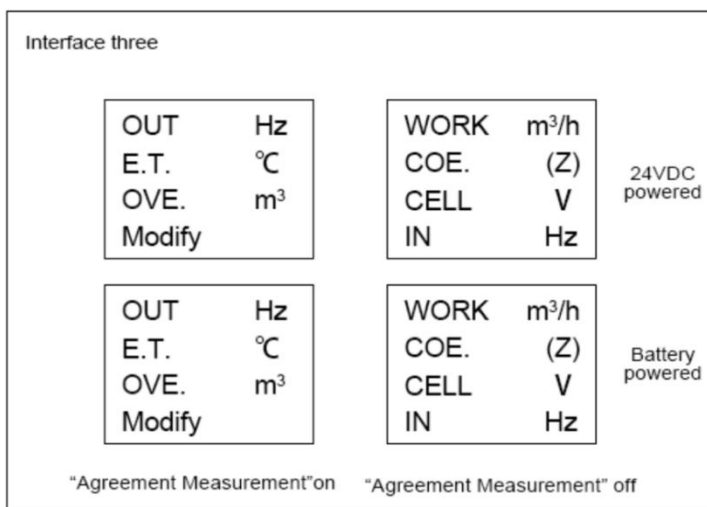 Interface three
OUT Hz
E.T. ℃
OVE. m³
Modify
WORK m³/h
COE. (Z)
CELL V
IN Hz
24VDC
powered
OUT Hz
E.T. ℃
OVE. m³
Modify
WORK m³/h
COE. (Z)
CELL V
IN Hz
Battery
powered
“Agreement Measurement”on
“Agreement Measurement” off